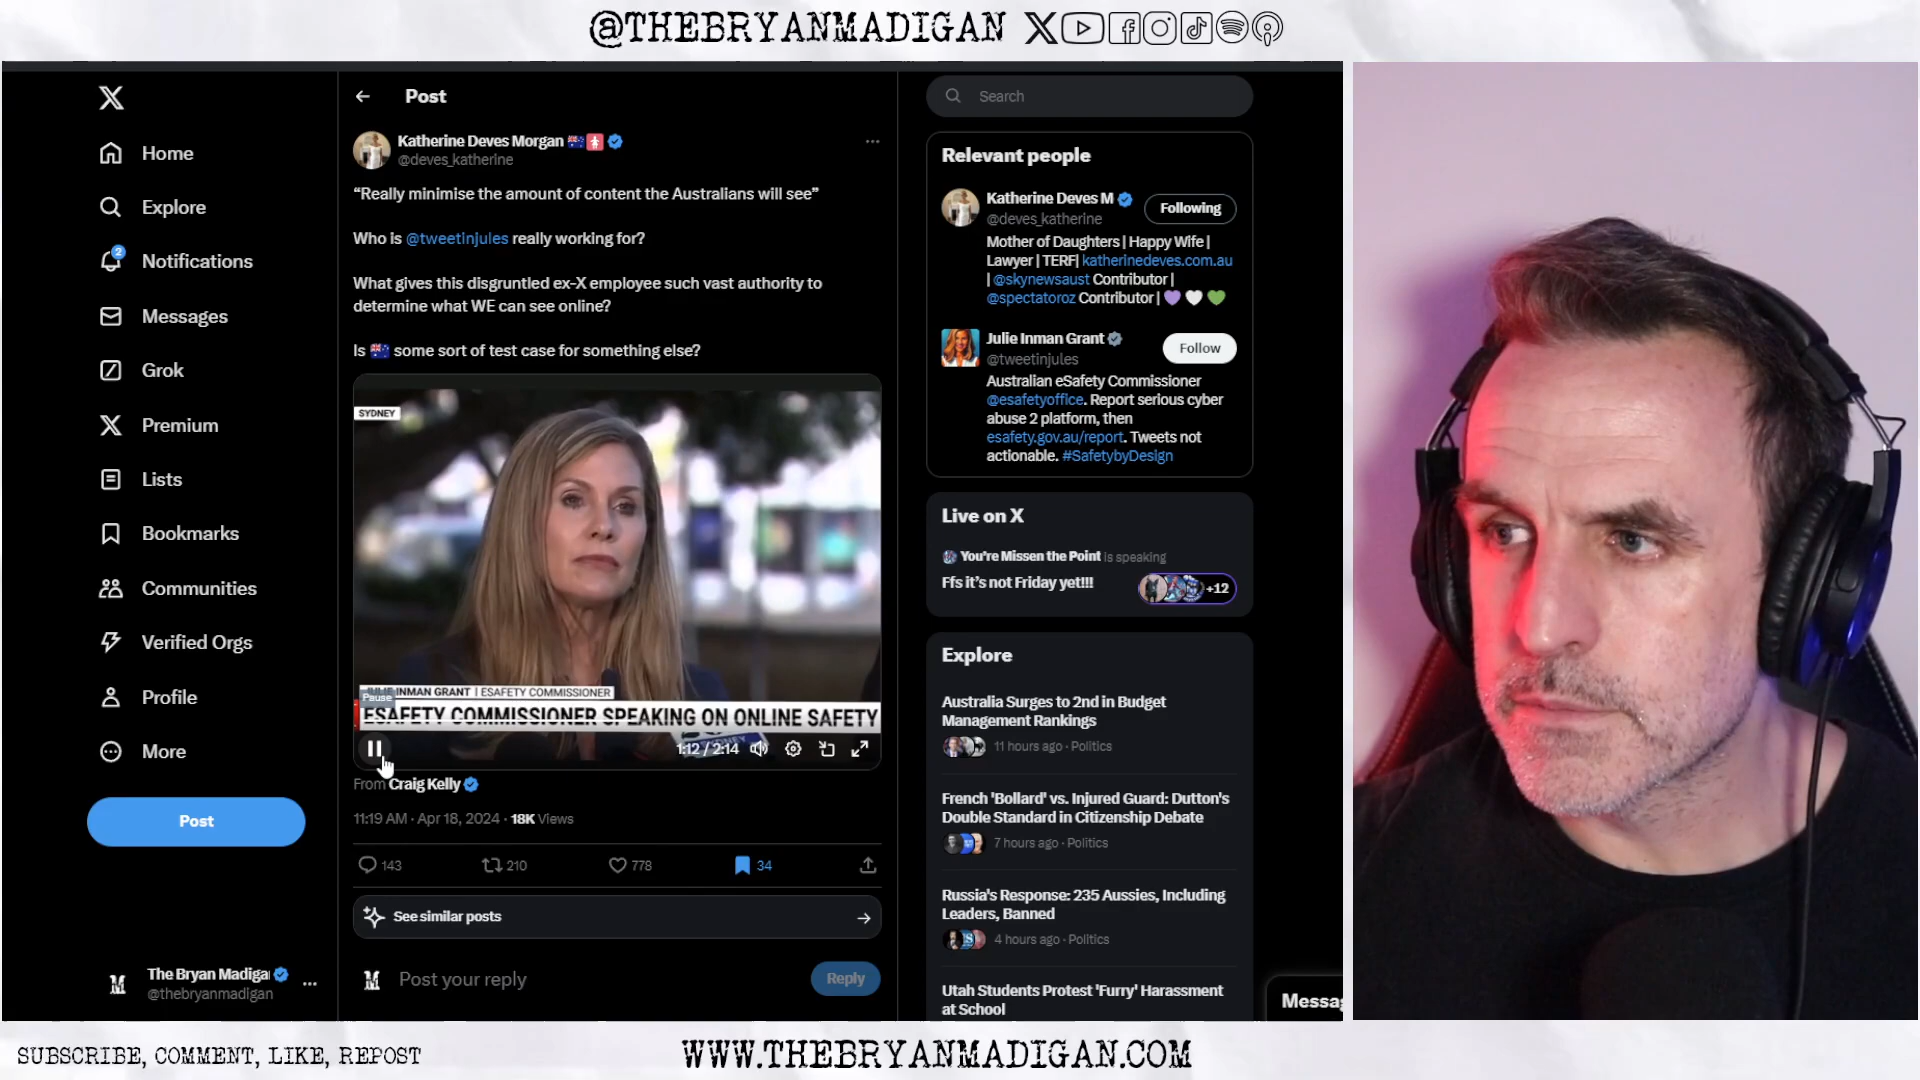 @THEBRYANMADIGAN
Home
Explore
Notifications
2
Messages
Grok
Premium
Lists
Bookmarks
Communities
Verified Orgs
Profile
More
Post
The Bryan Madiga
@thebryanmadigan
Post
Katherine Deves Morgan
@deves_katherine
“Really minimise the amount of content the Australians will see”
Who is @tweetinjules really working for?
What gives this disgruntled ex-X employee such vast authority to
determine what WE can see online?
Is 🇦🇺 some sort of test case for something else?
SYDNEY
INMAN GRANT | ESAFETY COMMISSIONER
Pause
ESAFETY COMMISSIONER SPEAKING ON ONLINE SAFETY
1:12 / 2:14
From Craig Kelly
11:19 AM · Apr 18, 2024 · 18K Views
143
210
778
34
See similar posts
Post your reply
Reply
Search
Relevant people
Katherine Deves M
@deves_katherine
Following
Mother of Daughters | Happy Wife |
Lawyer | TERF| katherinedeves.com.au
| @skynewsaust Contributor |
@spectatoroz Contributor | 💜 🤍 💚
Julie Inman Grant
@tweetinjules
Follow
Australian eSafety Commissioner
@esafetyoffice. Report serious cyber
abuse 2 platform, then
esafety.gov.au/report. Tweets not
actionable. #SafetybyDesign
Live on X
You're Missen the Point is speaking
Ffs it's not Friday yet!!!
+12
Explore
Australia Surges to 2nd in Budget
Management Rankings
11 hours ago · Politics
French 'Bollard' vs. Injured Guard: Dutton's
Double Standard in Citizenship Debate
7 hours ago · Politics
Russia's Response: 235 Aussies, Including
Leaders, Banned
4 hours ago · Politics
Utah Students Protest 'Furry' Harassment
at School
Messa
SUBSCRIBE, COMMENT, LIKE, REPOST
WWW.THEBRYANMADIGAN.COM